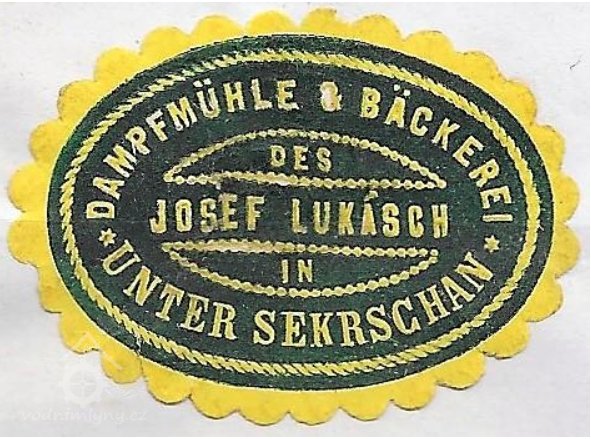 DAMPFMÜHLE & BÄCKEREI
DES
JOSEF LUKÁSCH
IN
* UNTER SEKRSCHAN *
vodnimlyny.cz